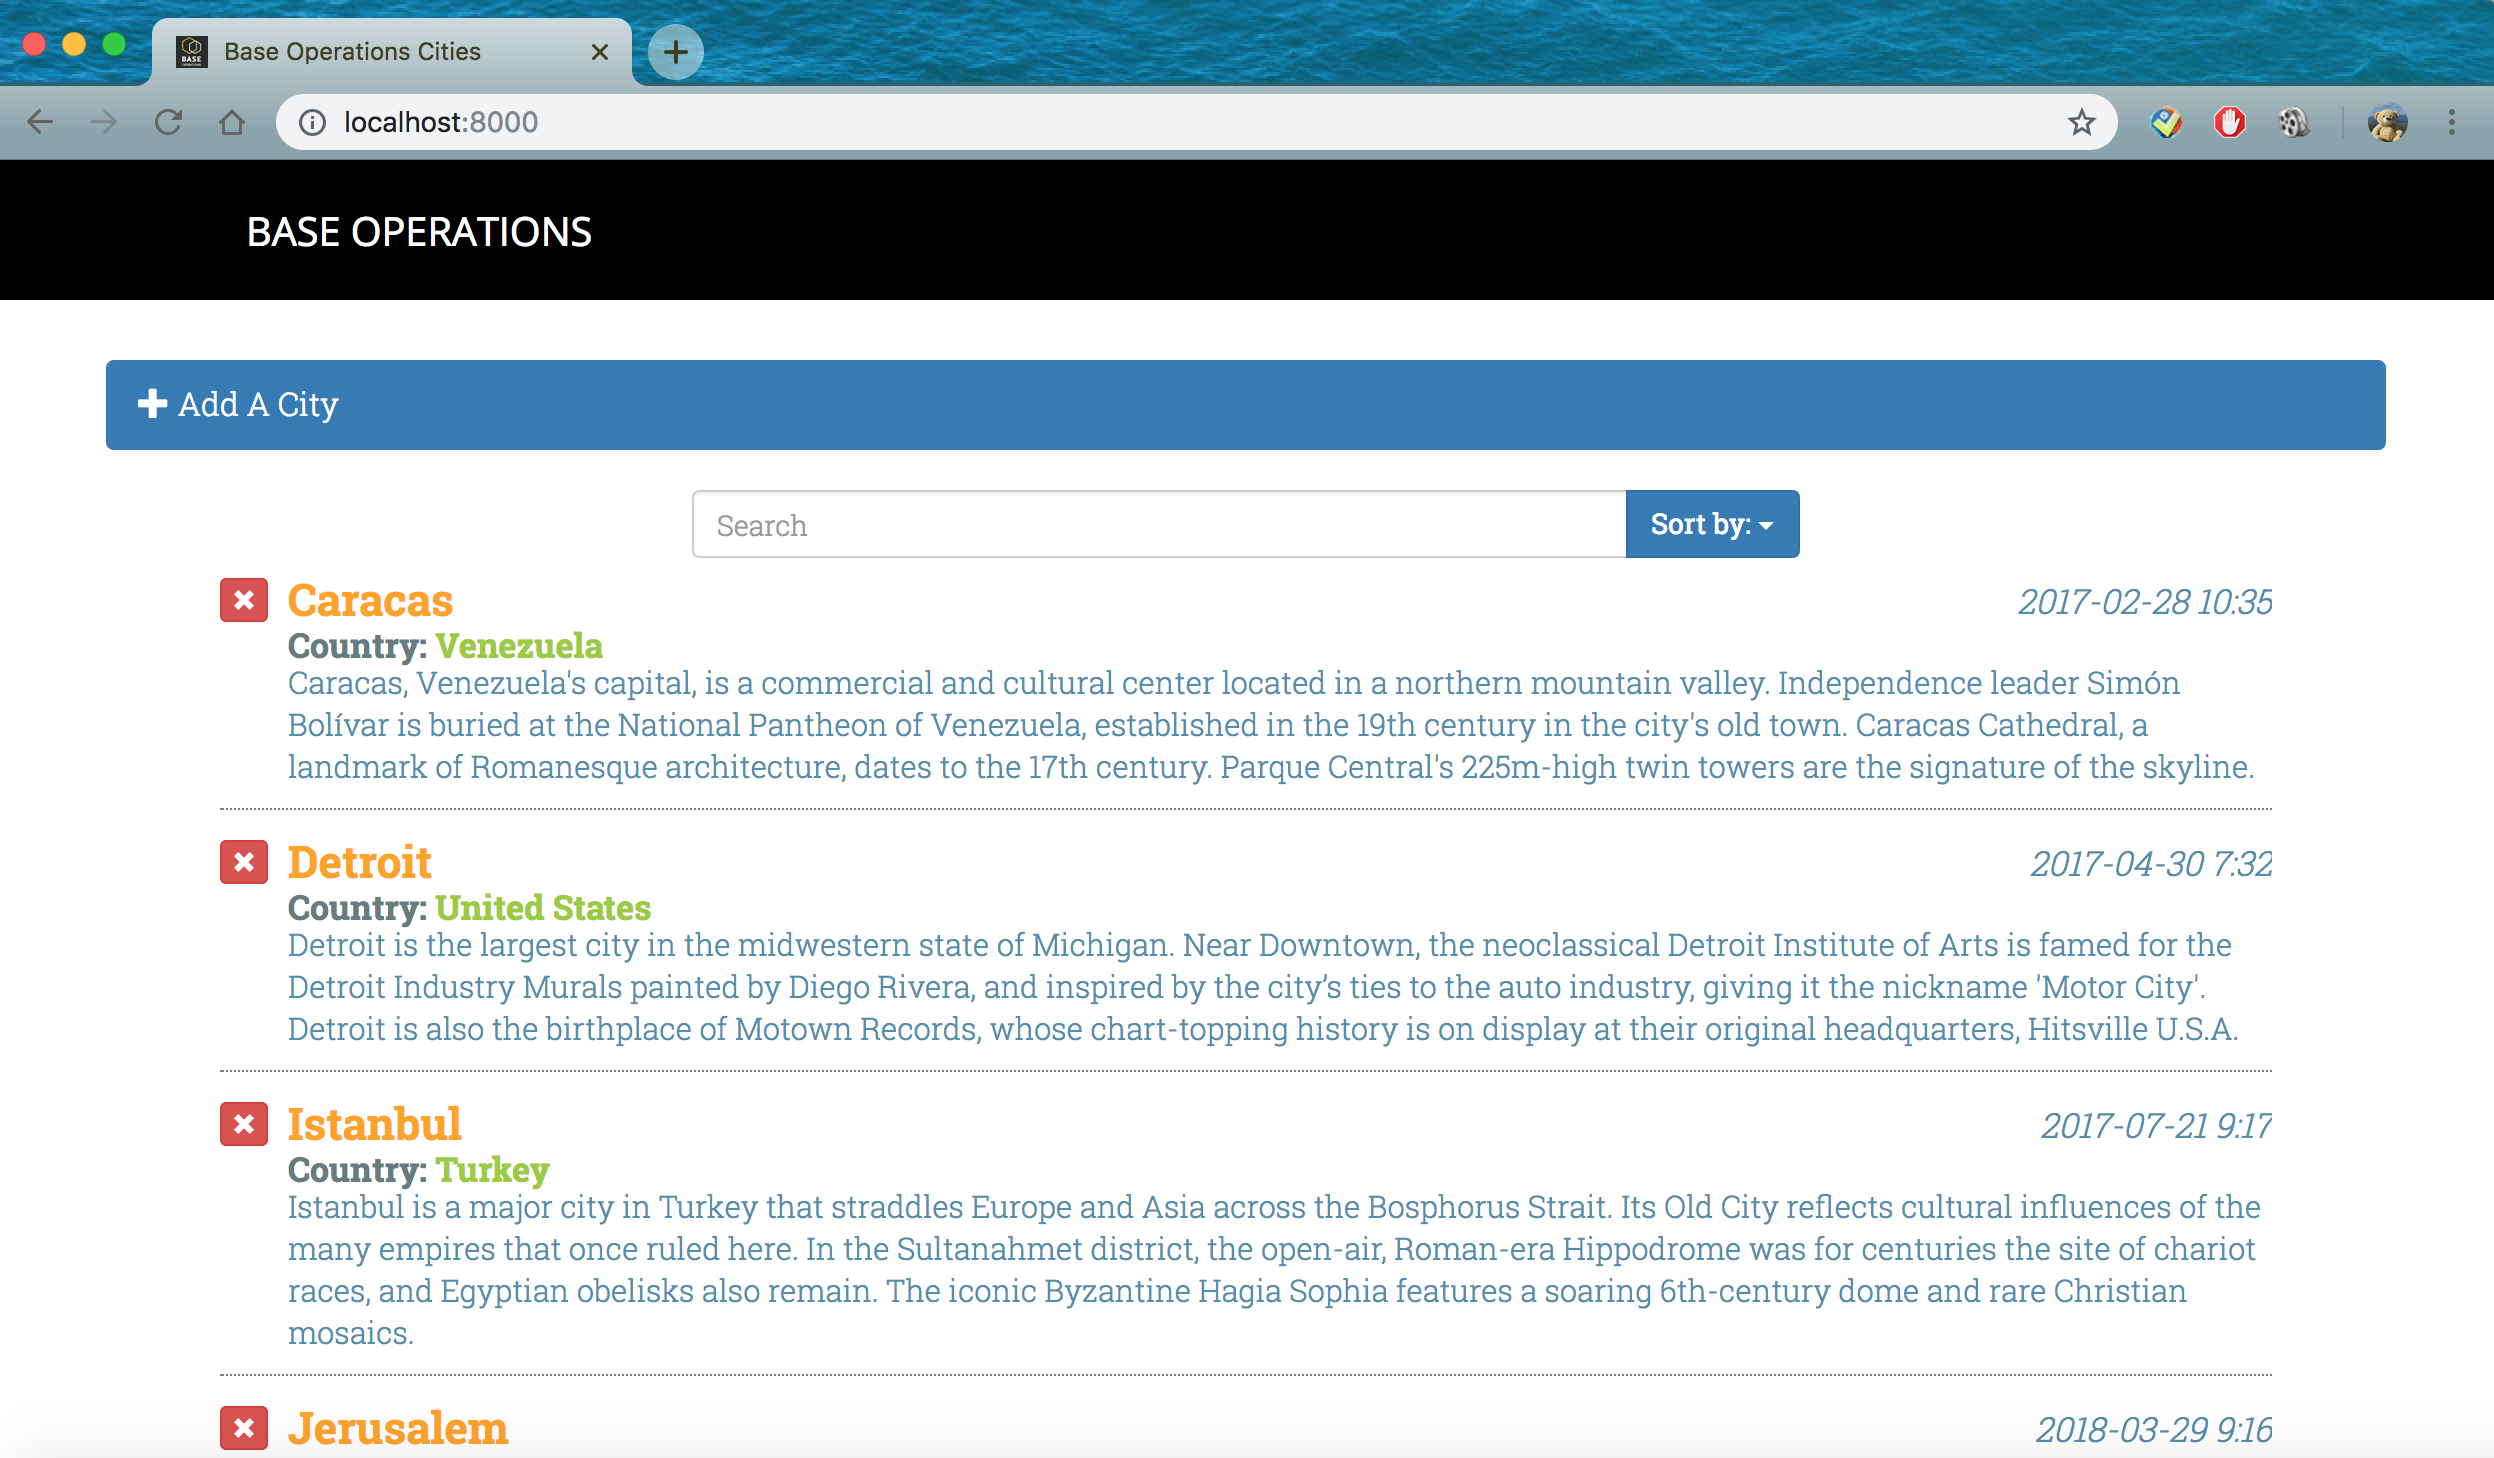 Base Operations Cities
localhost:8000
BASE OPERATIONS
Add A City
Search
Sort by:
Caracas
2017-02-28 10:35
Country: Venezuela
Caracas, Venezuela's capital, is a commercial and cultural center located in a northern mountain valley. Independence leader Simón
Bolívar is buried at the National Pantheon of Venezuela, established in the 19th century in the city's old town. Caracas Cathedral, a
landmark of Romanesque architecture, dates to the 17th century. Parque Central's 225m-high twin towers are the signature of the skyline.
Detroit
2017-04-30 7:32
Country: United States
Detroit is the largest city in the midwestern state of Michigan. Near Downtown, the neoclassical Detroit Institute of Arts is famed for the
Detroit Industry Murals painted by Diego Rivera, and inspired by the city’s ties to the auto industry, giving it the nickname 'Motor City'.
Detroit is also the birthplace of Motown Records, whose chart-topping history is on display at their original headquarters, Hitsville U.S.A.
Istanbul
2017-07-21 9:17
Country: Turkey
Istanbul is a major city in Turkey that straddles Europe and Asia across the Bosphorus Strait. Its Old City reflects cultural influences of the
many empires that once ruled here. In the Sultanahmet district, the open-air, Roman-era Hippodrome was for centuries the site of chariot
races, and Egyptian obelisks also remain. The iconic Byzantine Hagia Sophia features a soaring 6th-century dome and rare Christian
mosaics.
Jerusalem
2018-03-29 9:16